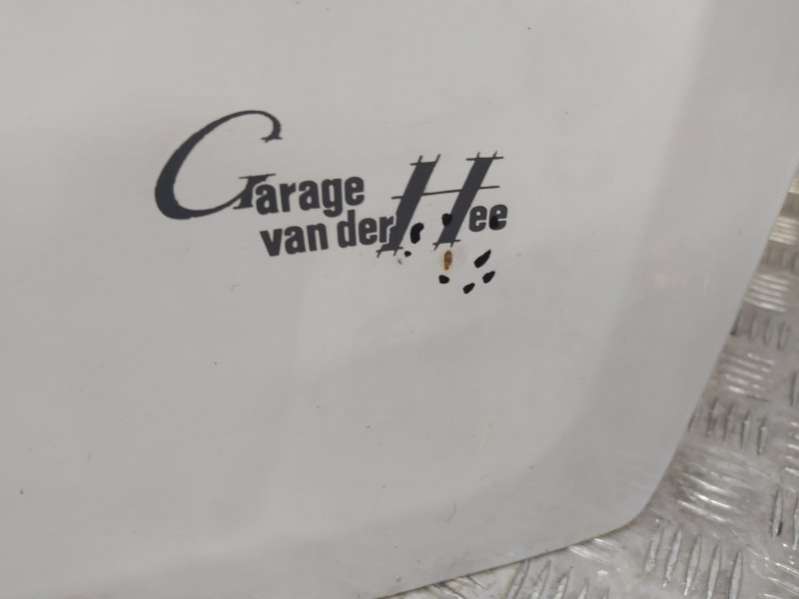 Garage
van der Hee